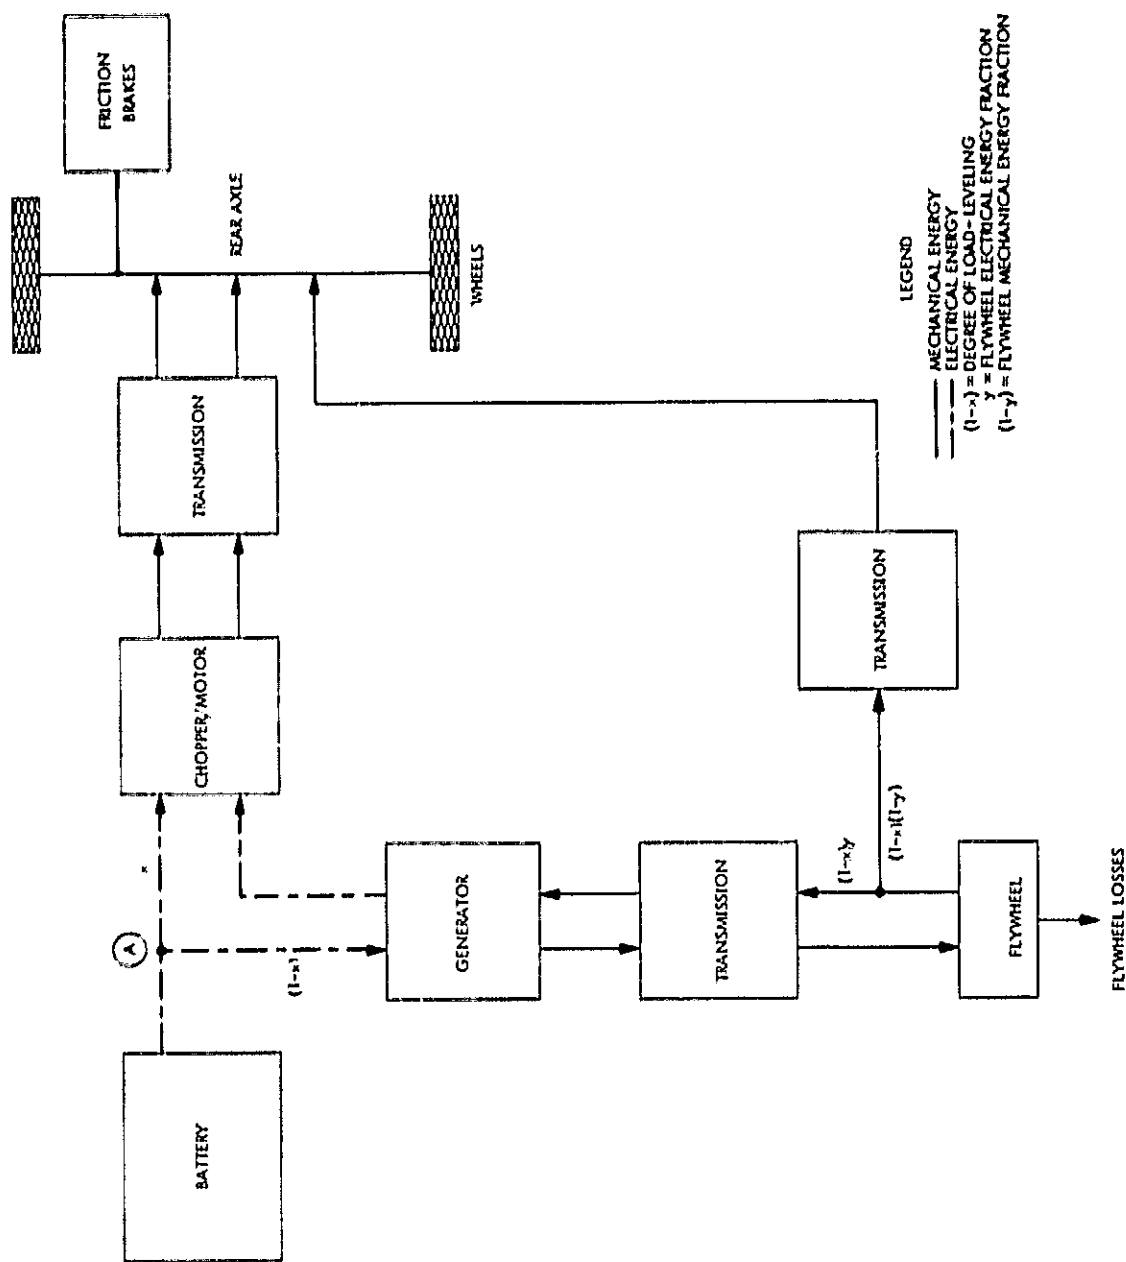 FRICTION
BRAKES
REAR AXLE
WHEELS
TRANSMISSION
CHOPPER/MOTOR
x
A
(1-x)
BATTERY
GENERATOR
TRANSMISSION
(1-x)y
(1-x)(1-y)
TRANSMISSION
FLYWHEEL
FLYWHEEL LOSSES
LEGEND
MECHANICAL ENERGY
ELECTRICAL ENERGY
(1-x) = DEGREE OF LOAD-LEVELING
y = FLYWHEEL ELECTRICAL ENERGY FRACTION
(1-y) = FLYWHEEL MECHANICAL ENERGY FRACTION